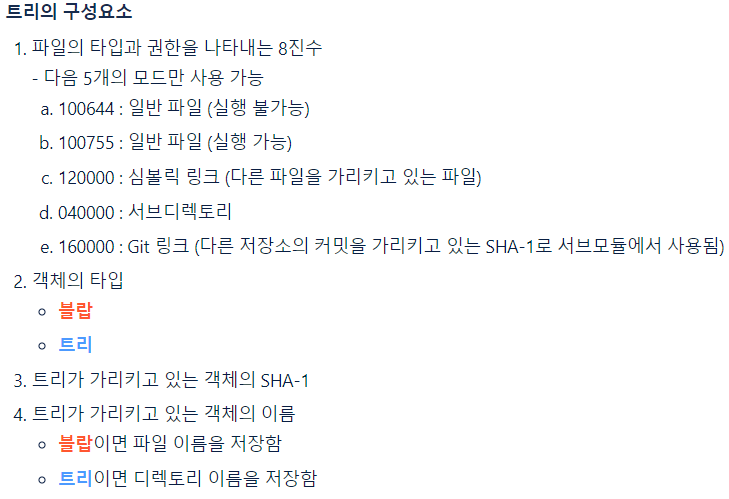 트리의 구성요소
1. 파일의 타입과 권한을 나타내는 8진수
- 다음 5개의 모드만 사용 가능
a. 100644 : 일반 파일 (실행 불가능)
b. 100755 : 일반 파일 (실행 가능)
c. 120000 : 심볼릭 링크 (다른 파일을 가리키고 있는 파일)
d. 040000 : 서브디렉토리
e. 160000 : Git 링크 (다른 저장소의 커밋을 가리키고 있는 SHA-1로 서브모듈에서 사용됨)
2. 객체의 타입
○ 블랍
○ 트리
3. 트리가 가리키고 있는 객체의 SHA-1
4. 트리가 가리키고 있는 객체의 이름
○ 블랍이면 파일 이름을 저장함
○ 트리이면 디렉토리 이름을 저장함